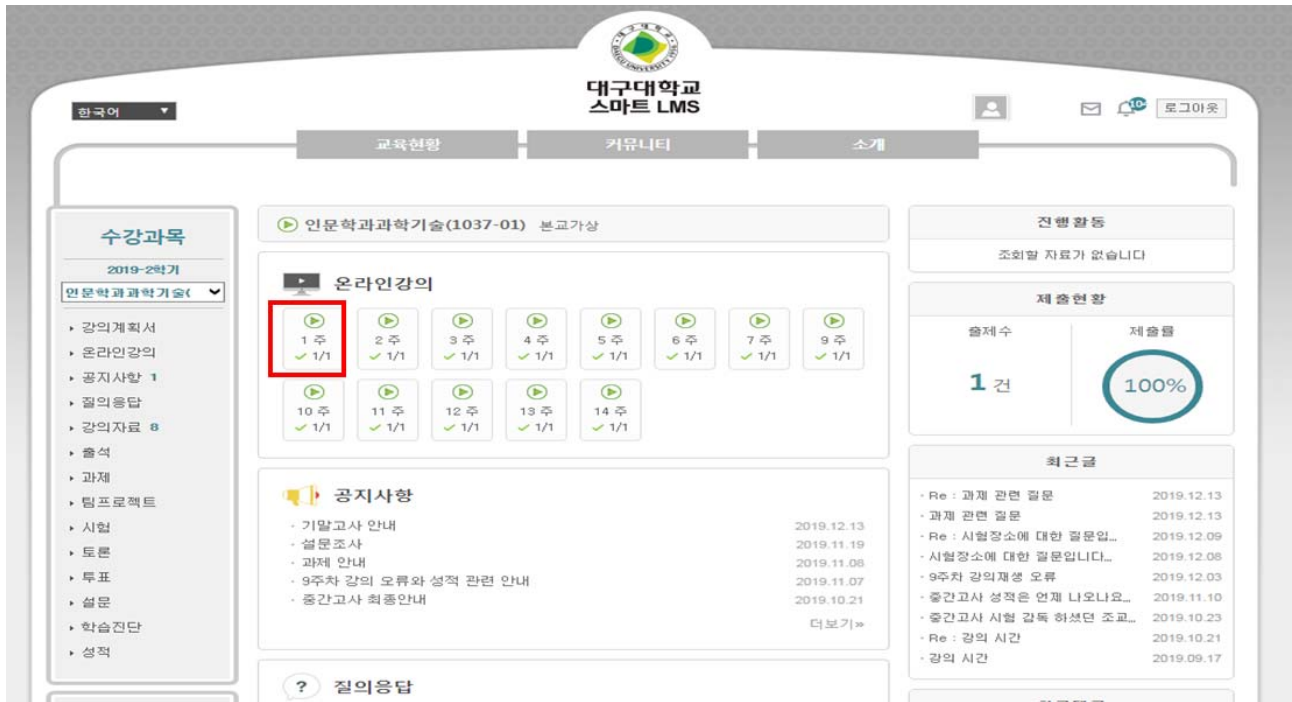 대구대학교
스마트 LMS
한국어
10
로그아웃
교육현황
커뮤니티
소개
수강과목
2019-2학기
인문학과과학기술(
강의계획서
온라인강의
공지사항 1
질의응답
강의자료 8
출석
과제
팀프로젝트
시험
토론
투표
설문
학습진단
성적
인문학과과학기술(1037-01) 본교가상
온라인강의
1 주 2 주 3 주 4 주 5 주 6 주 7 주 9 주
1/1 1/1 1/1 1/1 1/1 1/1 1/1 1/1
10 주 11 주 12 주 13 주 14 주
1/1 1/1 1/1 1/1 1/1
공지사항
· 기말고사 안내 2019.12.13
· 설문조사 2019.11.19
· 과제 안내 2019.11.08
· 9주차 강의 오류와 성적 관련 안내 2019.11.07
· 중간고사 최종안내 2019.10.21
더보기»
? 질의응답
진행활동
조회할 자료가 없습니다
제출현황
출제수 제출률
1 건 100%
최근글
· Re : 과제 관련 질문 2019.12.13
· 과제 관련 질문 2019.12.13
· Re : 시험장소에 대한 질문입... 2019.12.09
· 시험장소에 대한 질문입니다... 2019.12.08
· 9주차 강의재생 오류 2019.12.03
· 중간고사 성적은 언제 나오나요... 2019.11.10
· 중간고사 시험 감독 하셨던 조교... 2019.10.23
· Re : 강의 시간 2019.10.21
· 강의 시간 2019.09.17